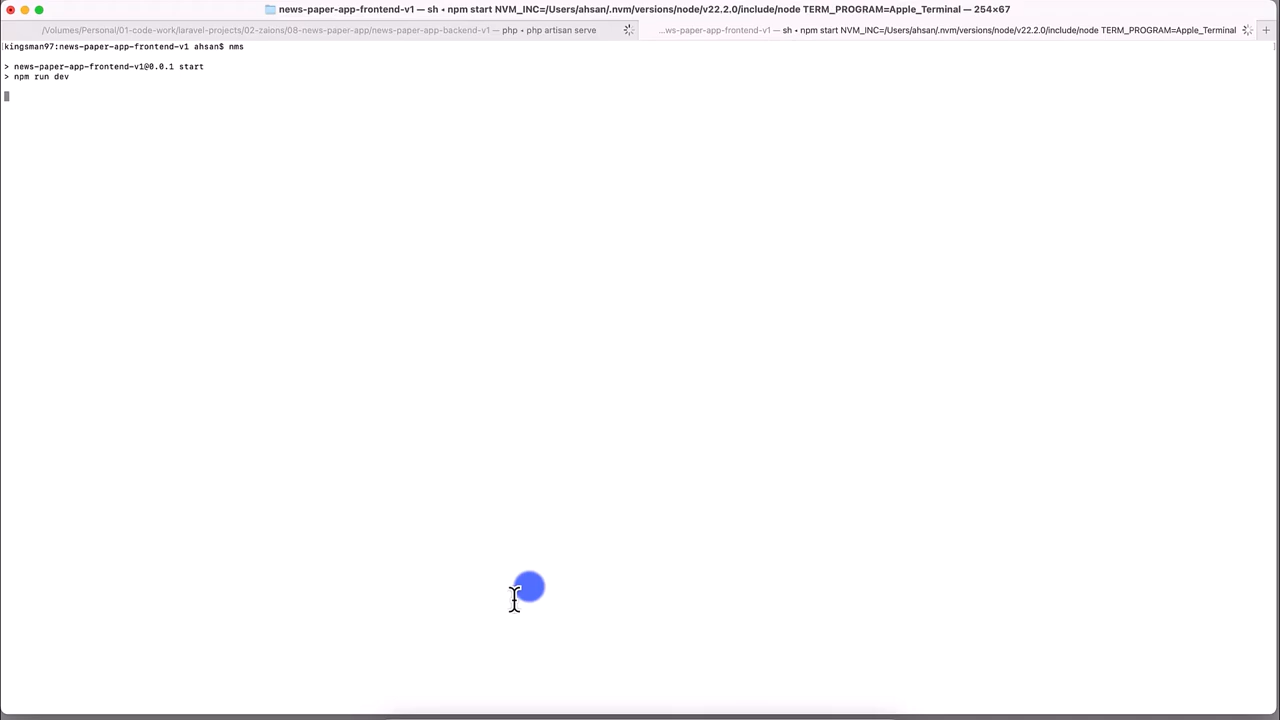 news-paper-app-frontend-v1 — sh ◂ npm start NVM_INC=/Users/ahsan/.nvm/versions/node/v22.2.0/include/node TERM_PROGRAM=Apple_Terminal — 254×67
/Volumes/Personal/01-code-work/laravel-projects/02-zaions/08-news-paper-app/news-paper-app-backend-v1 — php • php artisan serve
...ws-paper-app-frontend-v1 — sh • npm start NVM_INC=/Users/ahsan/.nvm/versions/node/v22.2.0/include/node TERM_PROGRAM=Apple_Terminal
kingsman97:news-paper-app-frontend-v1 ahsan$ nms
> news-paper-app-frontend-v1@0.0.1 start
> npm run dev